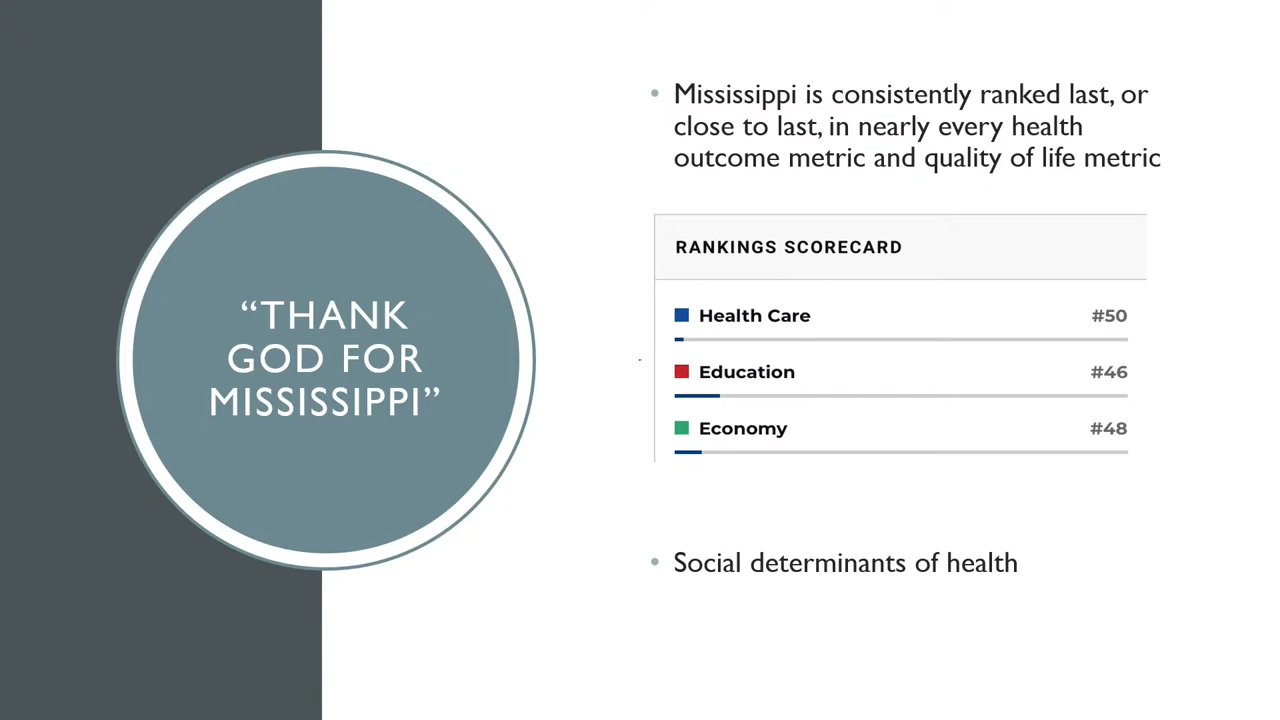 “THANK
GOD FOR
MISSISSIPPI”
• Mississippi is consistently ranked last, or
close to last, in nearly every health
outcome metric and quality of life metric
RANKINGS SCORECARD
Health Care #50
Education #46
Economy #48
• Social determinants of health